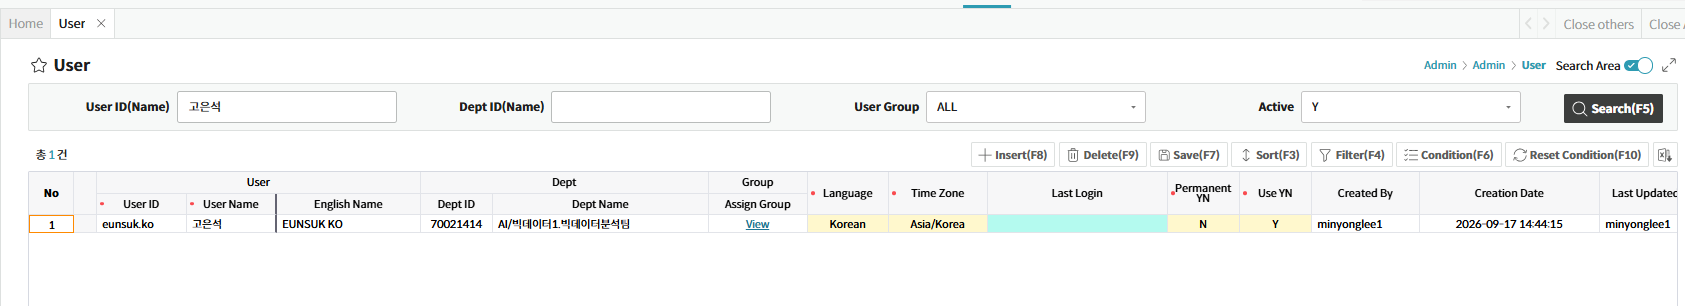 Home User Close others Close
User Admin Admin User Search Area
User ID(Name) 고은석 Dept ID(Name) User Group ALL Active Y Search(F5)
총 1 건 Insert(F8) Delete(F9) Save(F7) Sort(F3) Filter(F4) Condition(F6) Reset Condition(F10)
No User Dept Group Language Time Zone Last Login Permanent YN Use YN Created By Creation Date Last Updated
User ID User Name English Name Dept ID Dept Name Assign Group
1 eunsuk.ko 고은석 EUNSUK KO 70021414 AI/빅데이터1.빅데이터분석팀 View Korean Asia/Korea N Y minyonglee1 2026-09-17 14:44:15 minyonglee1